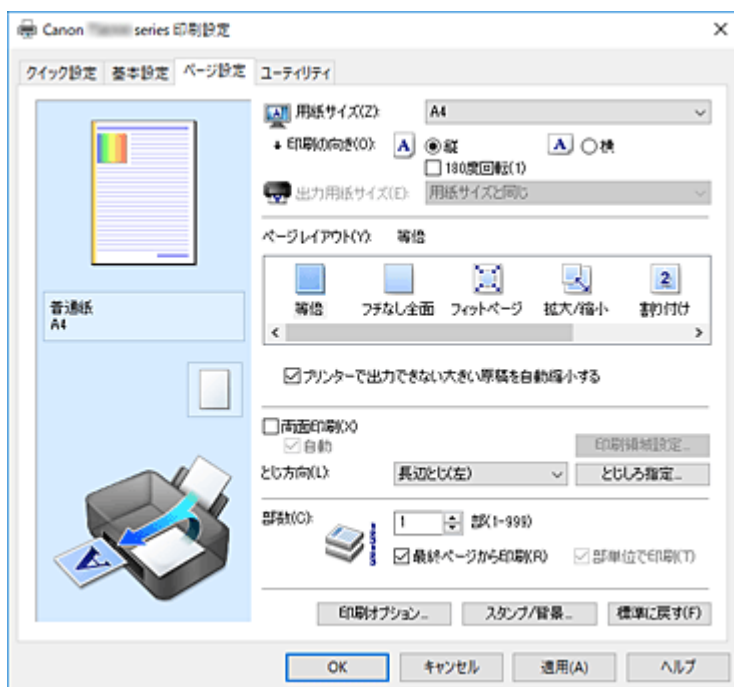 Canon series 印刷設定
クイック設定 基本設定 ページ設定 ユーティリティ
用紙サイズ(Z): A4
印刷の向き(O): A 縦 A 横
180度回転(1)
出力用紙サイズ(E): 用紙サイズと同じ
ページレイアウト(Y): 等倍
等倍 フチなし全面 フィットページ 拡大/縮小 2 割り付け
普通紙
A4
プリンターで出力できない大きい原稿を自動縮小する
両面印刷(X)
自動
印刷領域設定...
とじ方向(L): 長辺とじ(左) とじしろ指定...
部数(C): 1 部(1-999)
最終ページから印刷(R) 部単位で印刷(T)
印刷オプション... スタンプ/背景... 標準に戻す(F)
OK キャンセル 適用(A) ヘルプ